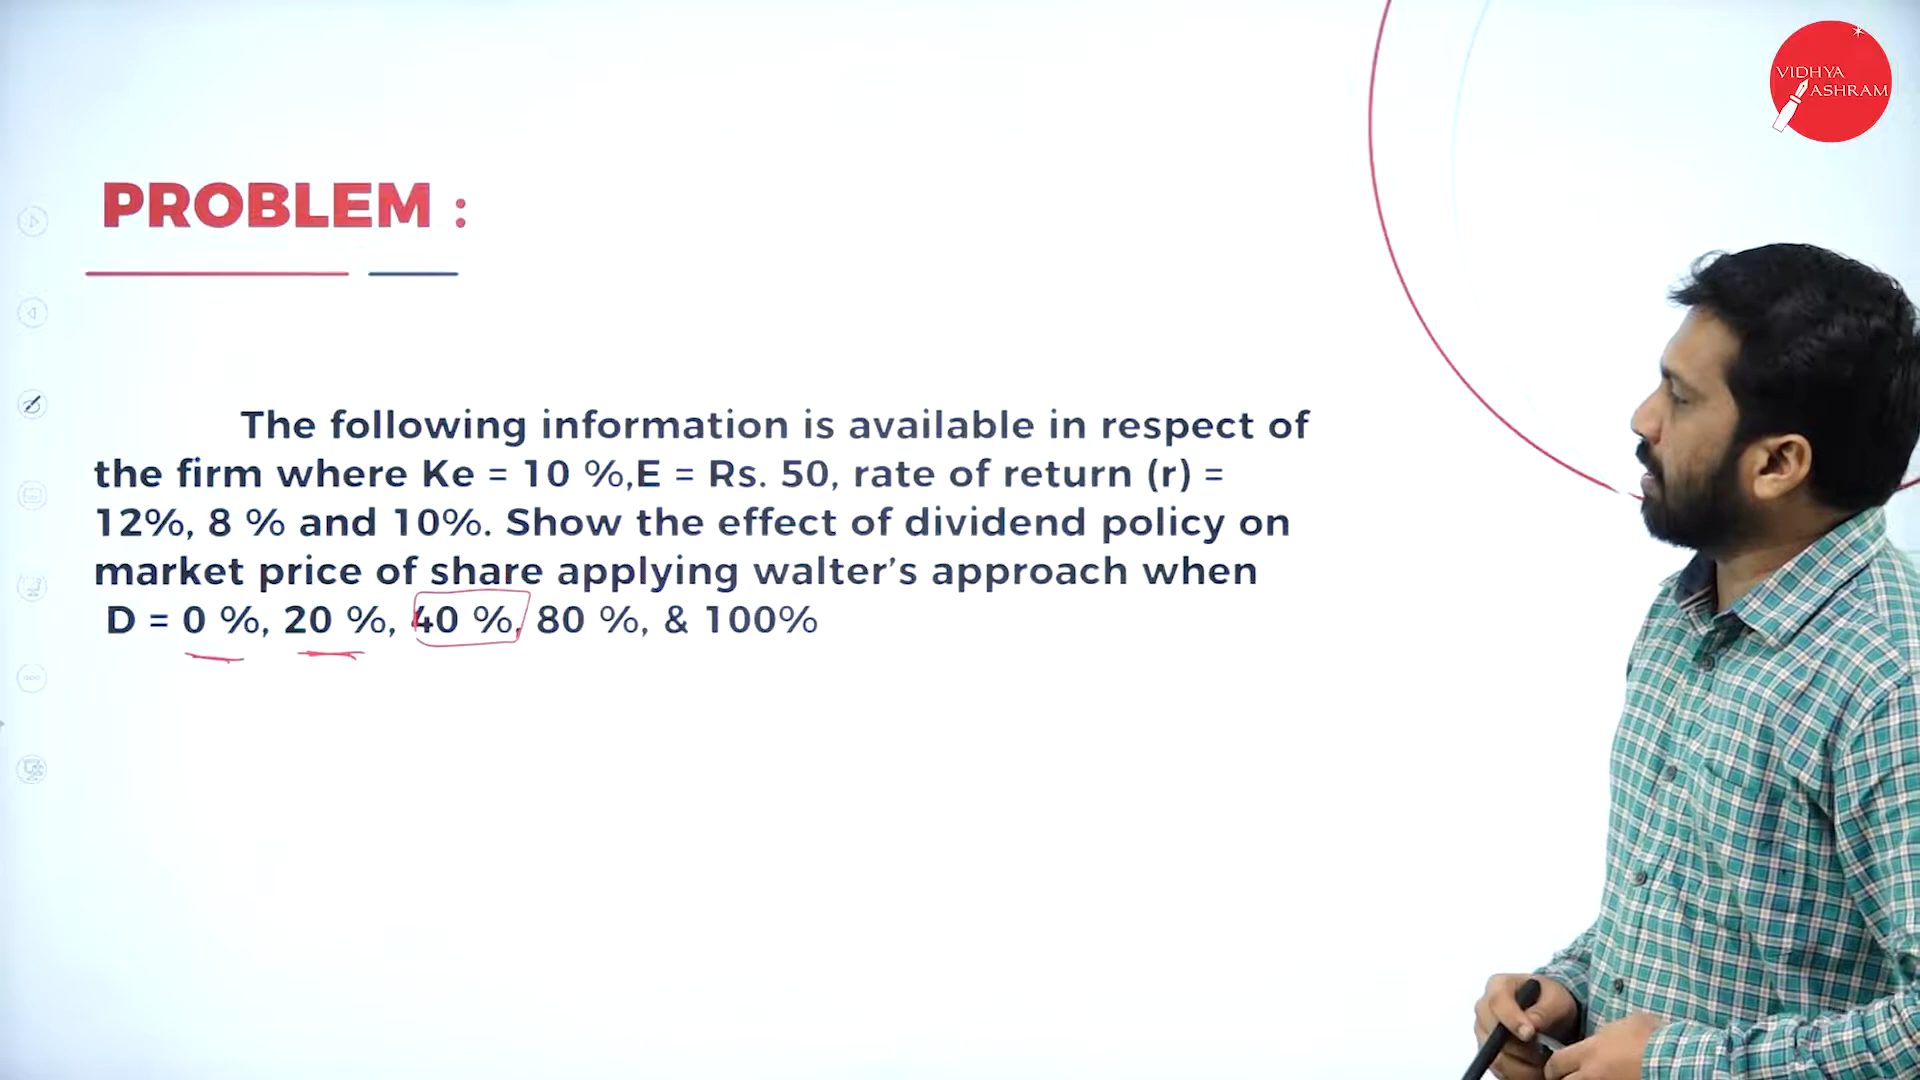 VIDHYA
ASHRAM
PROBLEM :
The following information is available in respect of
the firm where Ke = 10 %,E = Rs. 50, rate of return (r) =
12%, 8 % and 10%. Show the effect of dividend policy on
market price of share applying walter's approach when
D = 0 %, 20 %, 40 %, 80 %, & 100%